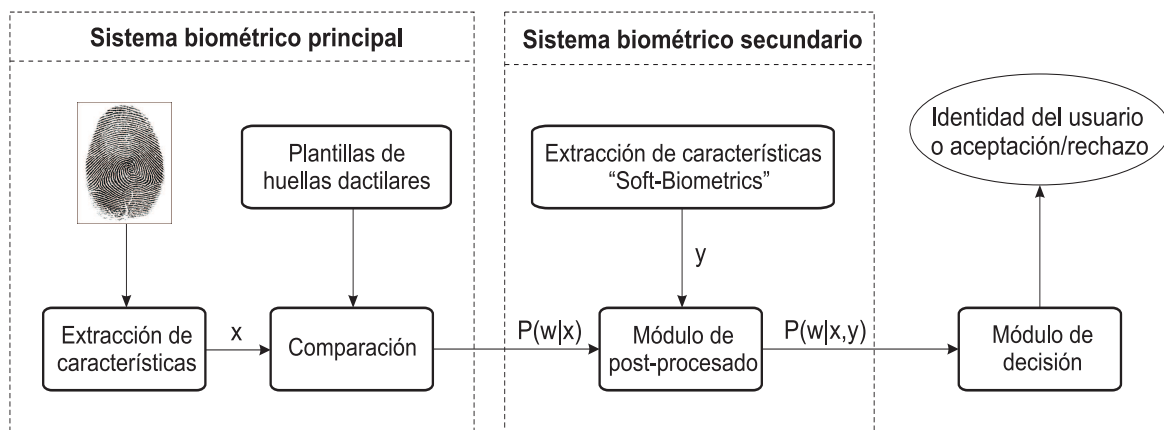 Sistema biométrico principal
Sistema biométrico secundario
Plantillas de
huellas dactilares
Extracción de características
“Soft-Biometrics”
Identidad del usuario
o aceptación/rechazo
y
Extracción de
características
x
Comparación
P(w|x)
Módulo de
post-procesado
P(w|x,y)
Módulo de
decisión